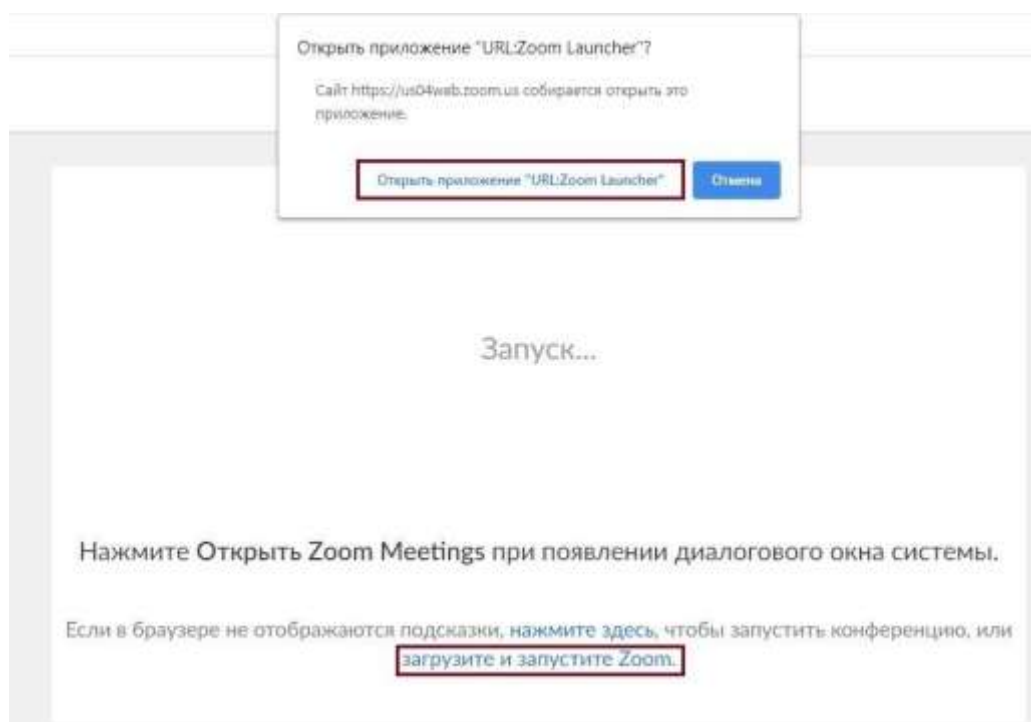 Открыть приложение "URL:Zoom Launcher"?
Сайт https://us04web.zoom.us собирается открыть это
приложение.
Открыть приложение "URL:Zoom Launcher"
Отмена
Запуск...
Нажмите Открыть Zoom Meetings при появлении диалогового окна системы.
Если в браузере не отображаются подсказки, нажмите здесь, чтобы запустить конференцию, или
загрузите и запустите Zoom.